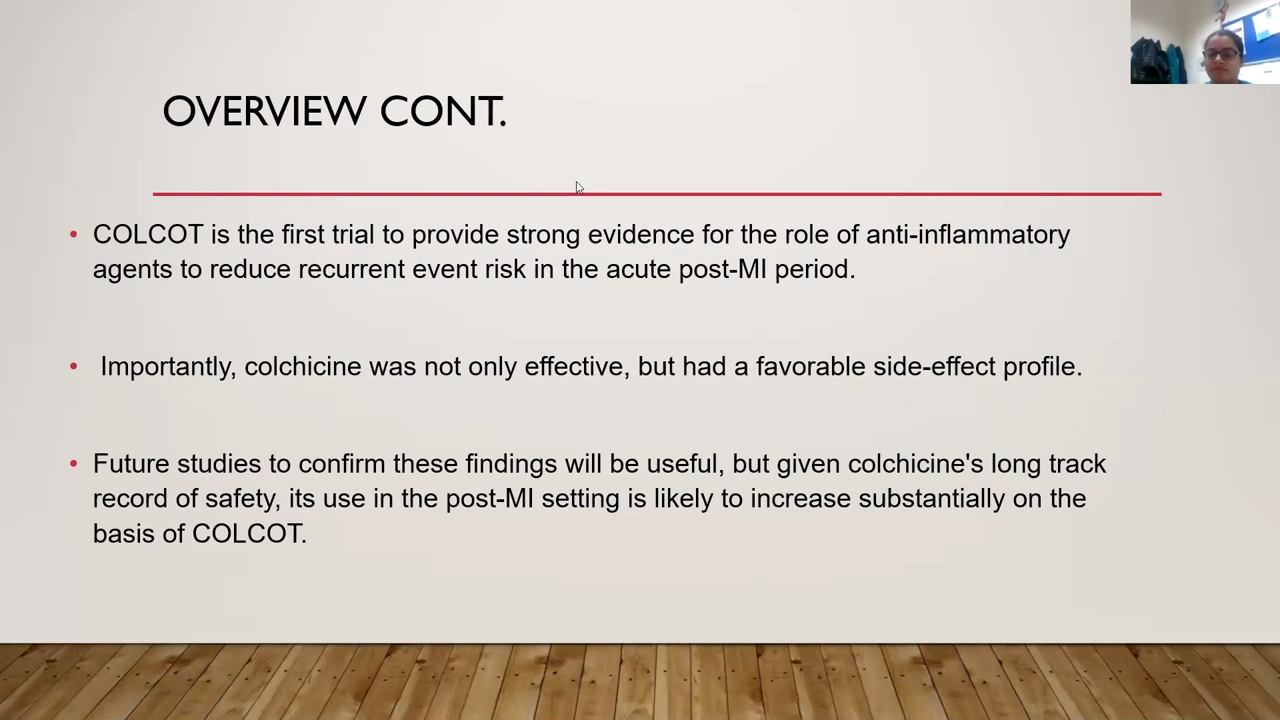 OVERVIEW CONT.
• COLCOT is the first trial to provide strong evidence for the role of anti-inflammatory
agents to reduce recurrent event risk in the acute post-MI period.
• Importantly, colchicine was not only effective, but had a favorable side-effect profile.
• Future studies to confirm these findings will be useful, but given colchicine's long track
record of safety, its use in the post-MI setting is likely to increase substantially on the
basis of COLCOT.